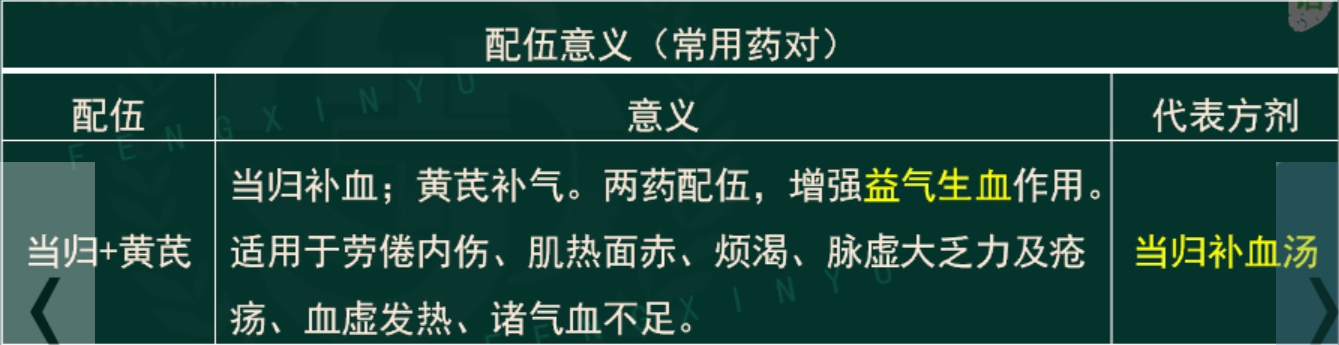 配伍意义（常用药对）
配伍 意义 代表方剂
当归+黄芪
当归补血；黄芪补气。两药配伍，增强益气生血作用。
适用于劳倦内伤、肌热面赤、烦渴、脉虚大乏力及疮
疡、血虚发热、诸气血不足。
当归补血汤
FENGXINYU
FENGXINYU